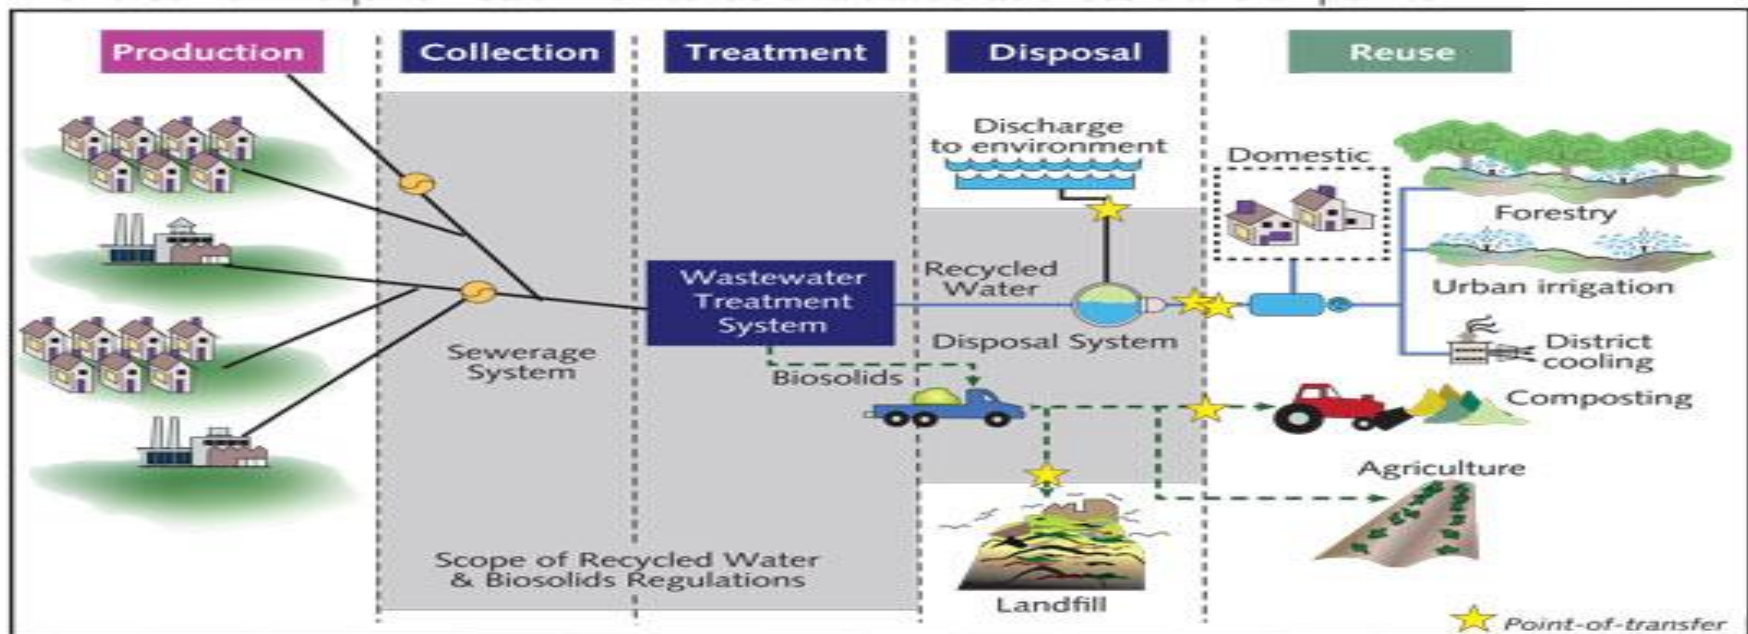 Production
Collection
Treatment
Disposal
Reuse
Discharge
to environment
Domestic
Forestry
Wastewater
Treatment
System
Recycled
Water
Urban irrigation
Disposal System
District
cooling
Sewerage
System
Biosolids
Composting
Agriculture
Scope of Recycled Water
& Biosolids Regulations
Landfill
Point-of-transfer